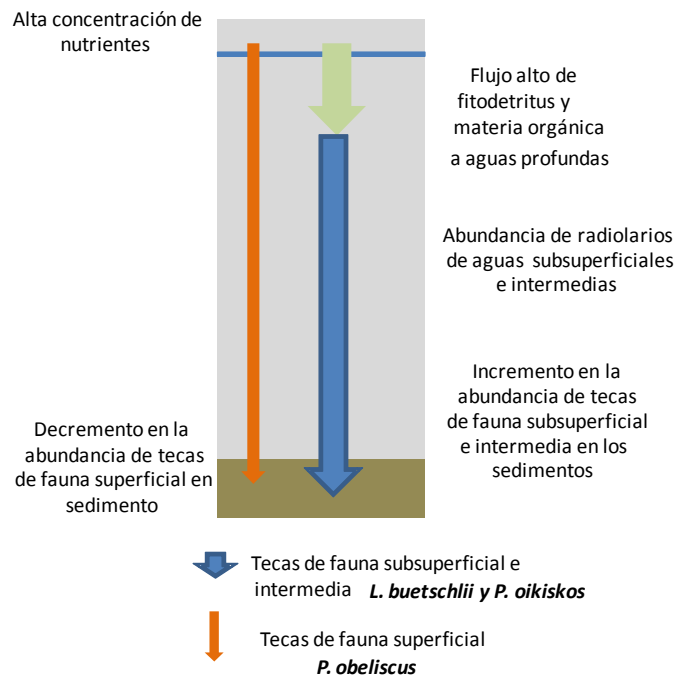 Alta concentración de
nutrientes
Flujo alto de
fitodetritus y
materia orgánica
a aguas profundas
Abundancia de radiolarios
de aguas subsuperficiales
e intermedias
Incremento en la
abundancia de tecas
de fauna subsuperficial
e intermedia en los
sedimentos
Decremento en la
abundancia de tecas
de fauna superficial en
sedimento
Tecas de fauna subsuperficial e
intermedia L. buetschlii y P. oikiskos
Tecas de fauna superficial
P. obeliscus